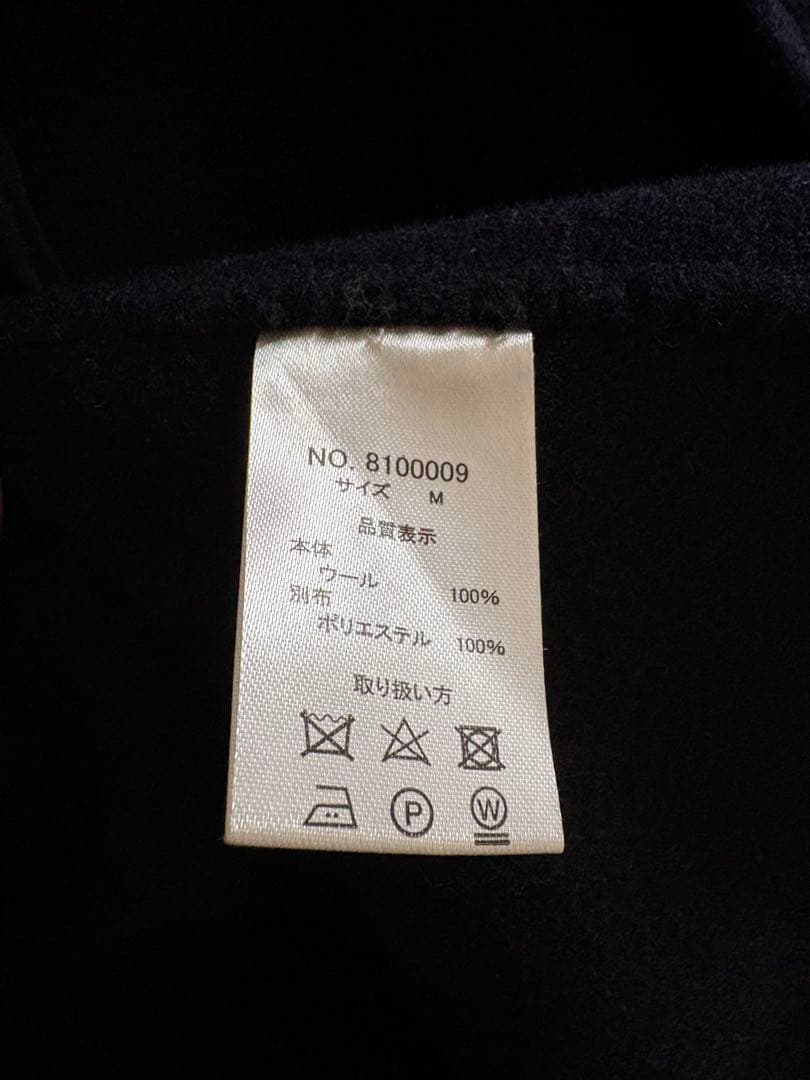 NO. 8100009
サイズ M
品質表示
本体
ウール 100%
別布
ポリエステル 100%
取り扱い方
P W